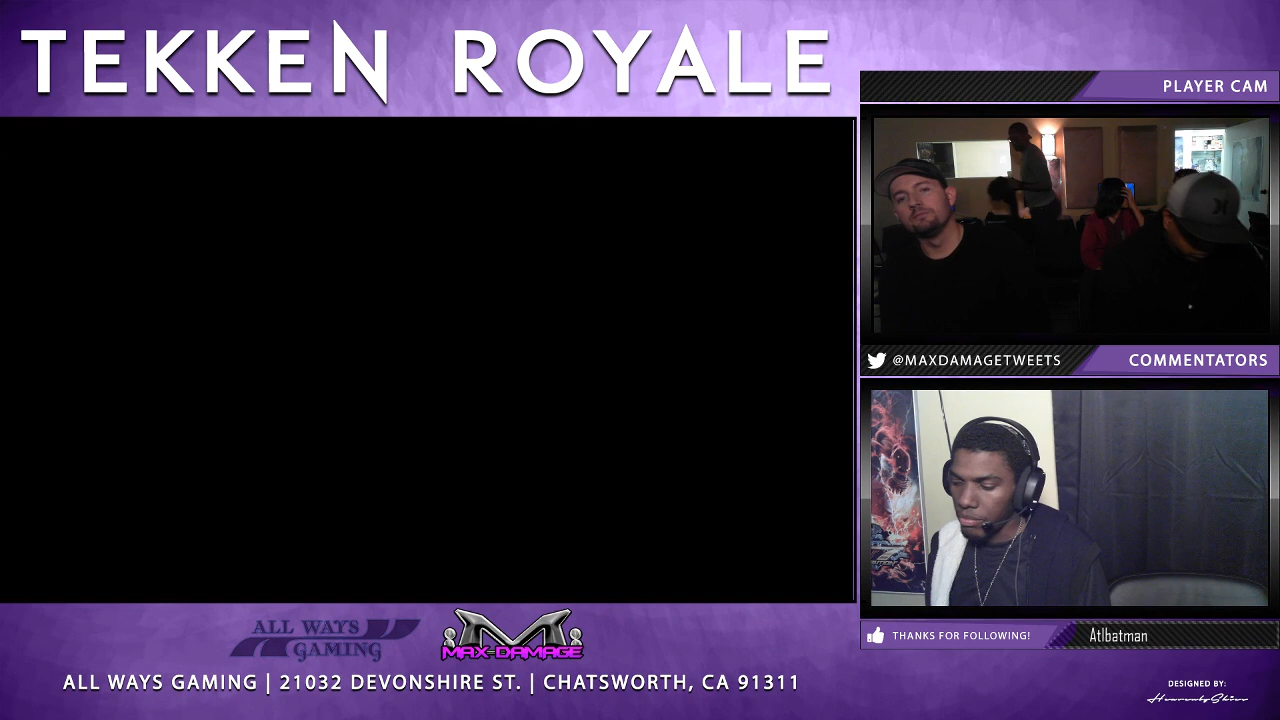 TEKKEN ROYALE
PLAYER CAM
@MAXDAMAGETWEETS
COMMENTATORS
7
THANKS FOR FOLLOWING!
Atlbatman
ALL WAYS
GAMING
M
MAX-DAMAGE
ALL WAYS GAMING | 21032 DEVONSHIRE ST. | CHATSWORTH, CA 91311
DESIGNED BY: